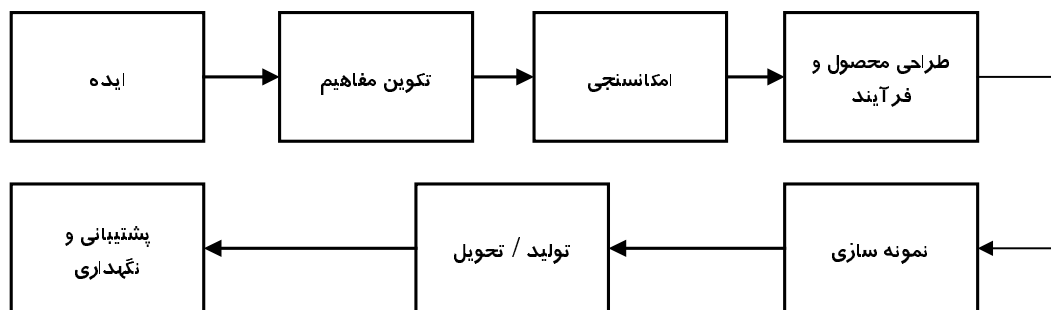 ایده
تکوین مفاهیم
امکانسنجی
طراحی محصول و
فرآیند
نمونه سازی
تولید / تحویل
پشتیبانی و
نگهداری